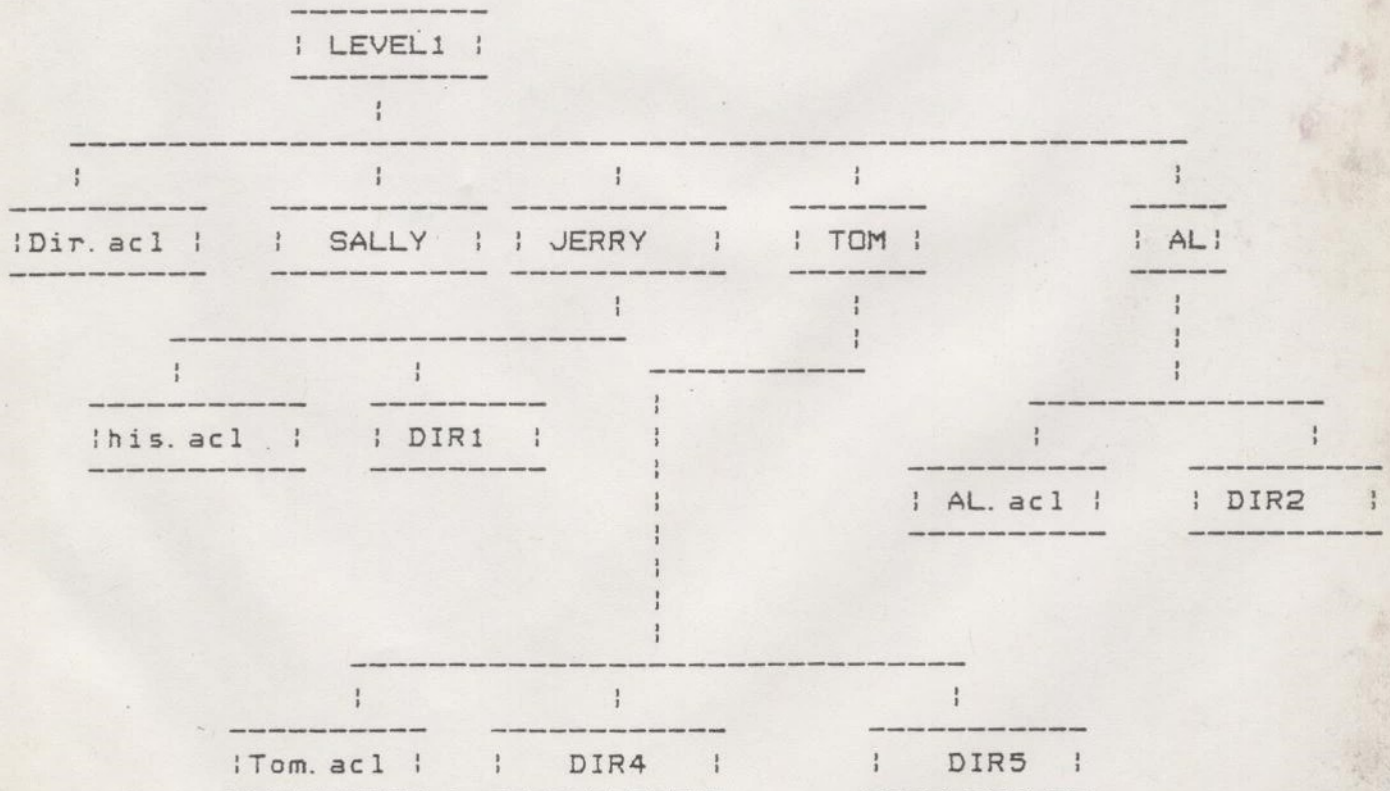 LEVEL1
Dir.acl SALLY JERRY TOM AL
his.acl DIR1
AL.acl DIR2
Tom.acl DIR4 DIR5